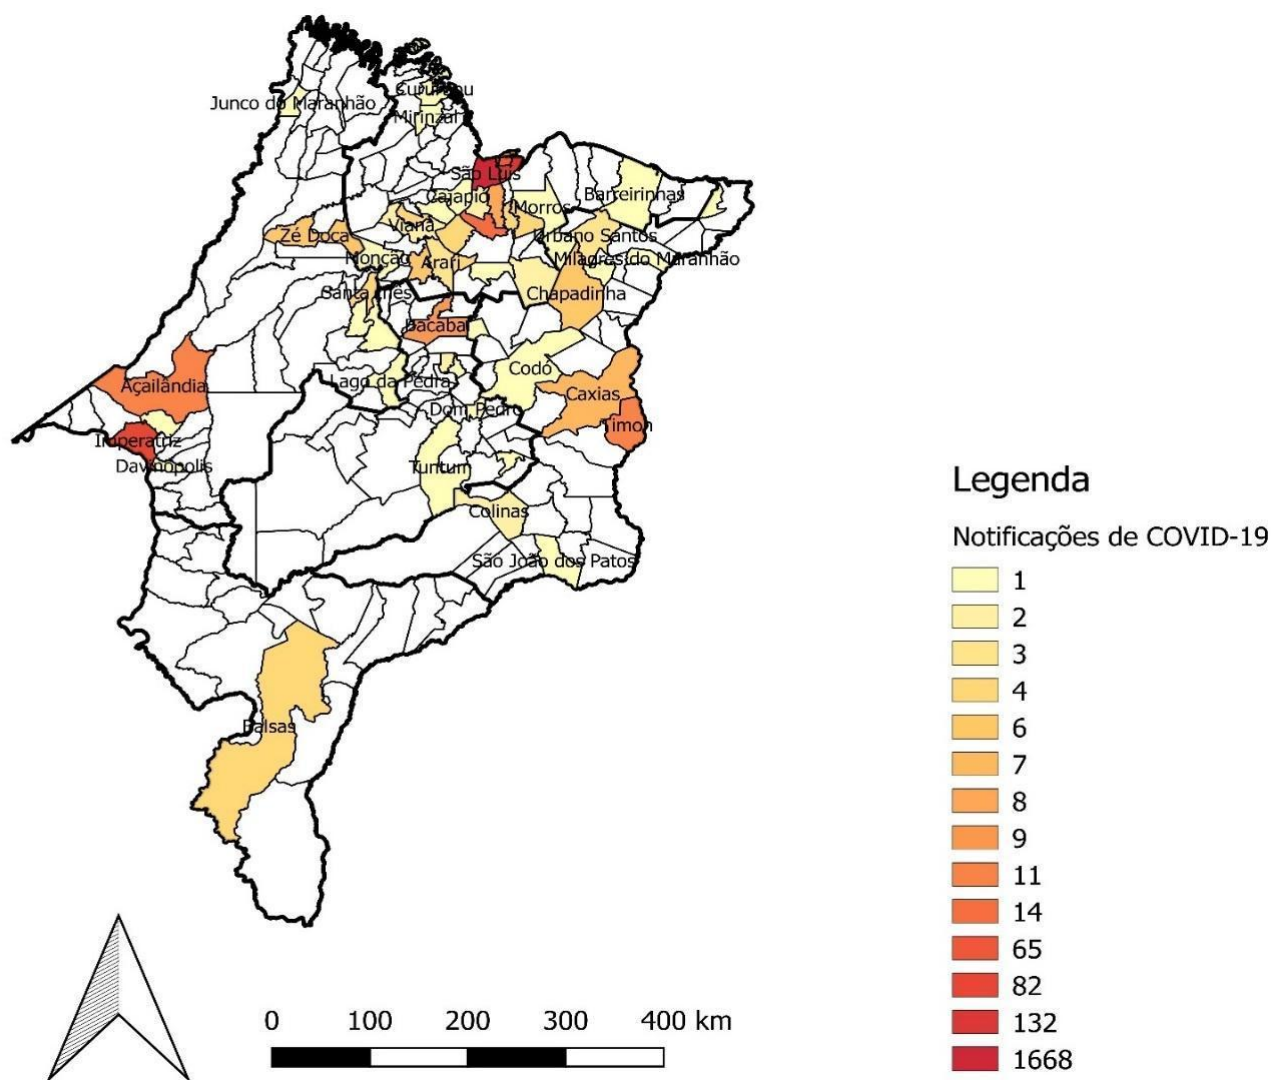 Cururupu
Junco do Maranhão
Mirinzal
São Luís
Cajapió
Barreirinhas
Morros
Viana
Zé Doca
Urbano Santos
Monção
Milagres do Maranhão
Arari
Santa Inês
Chapadinha
Bacabal
Codó
Lago da Pedra
Açailândia
Caxias
Dom Pedro
Timon
Imperatriz
Davinópolis
Tuntum
Colinas
São João dos Patos
Balsas
Legenda
Notificações de COVID-19
1
2
3
4
6
7
8
9
11
14
65
82
132
1668
0 100 200 300 400 km